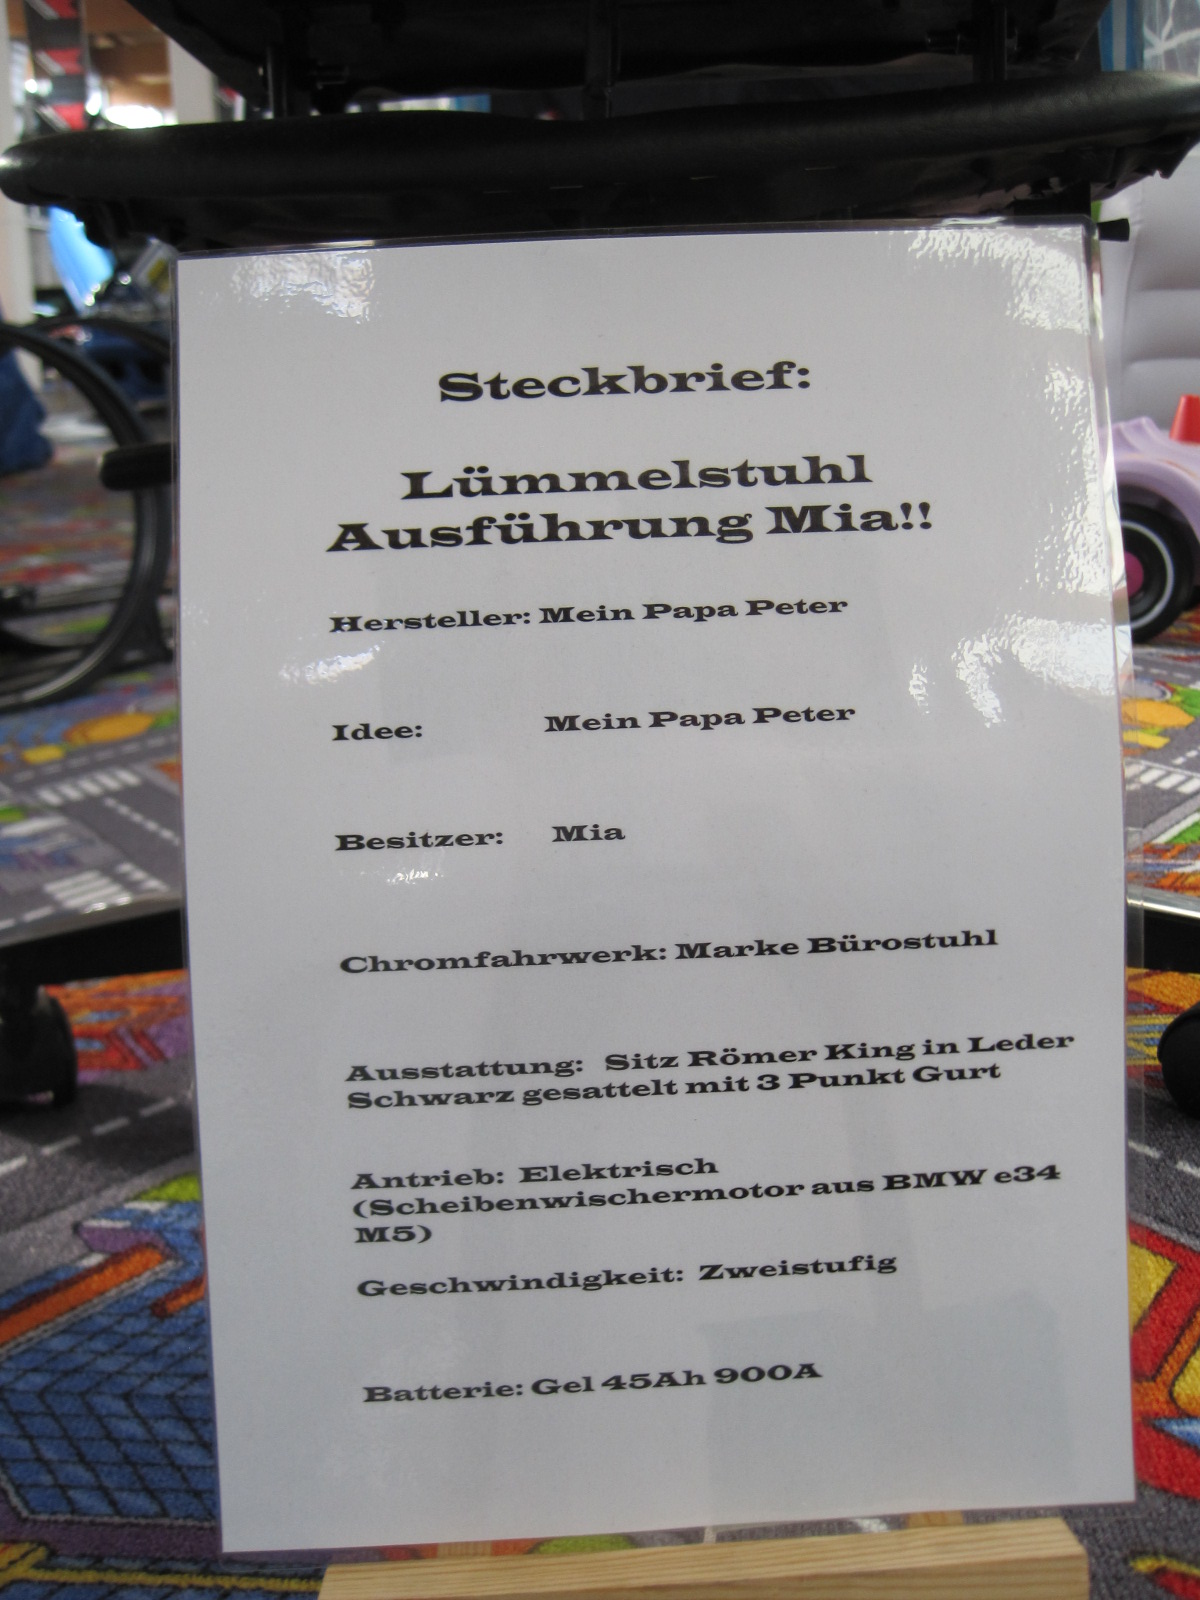 Steckbrief:
Lümmelstuhl
Ausführung Mia!!
Hersteller: Mein Papa Peter
Idee: Mein Papa Peter
Besitzer: Mia
Chromfahrwerk: Marke Bürostuhl
Ausstattung: Sitz Römer King in Leder
Schwarz gesattelt mit 3 Punkt Gurt
Antrieb: Elektrisch
(Scheibenwischermotor aus BMW e34
M5)
Geschwindigkeit: Zweistufig
Batterie: Gel 45Ah 900A